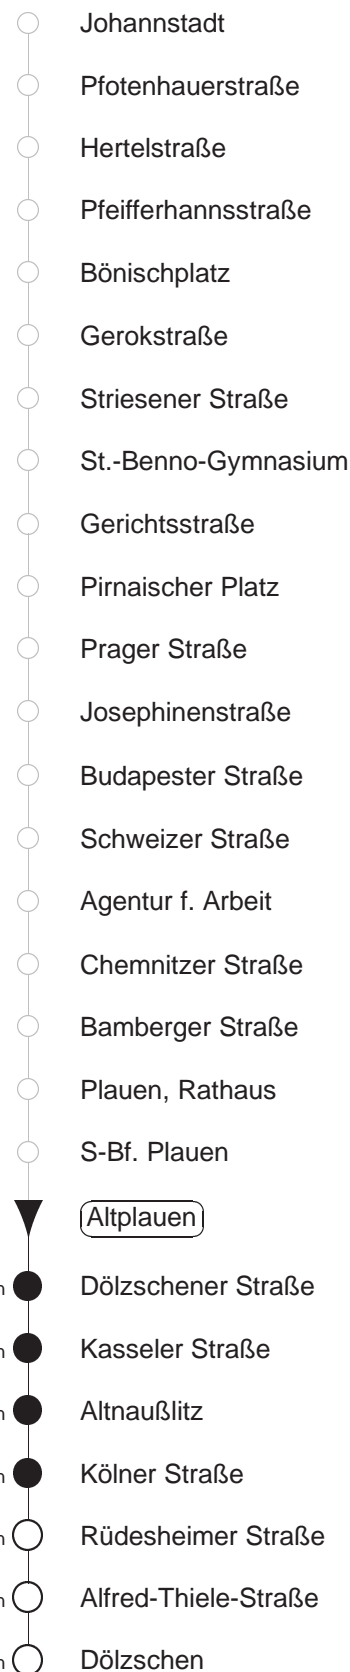 Johannstadt
Pfotenhauerstraße
Hertelstraße
Pfeifferhannsstraße
Bönischplatz
Gerokstraße
Striesener Straße
St.-Benno-Gymnasium
Gerichtsstraße
Pirnaischer Platz
Prager Straße
Josephinenstraße
Budapester Straße
Schweizer Straße
Agentur f. Arbeit
Chemnitzer Straße
Bamberger Straße
Plauen, Rathaus
S-Bf. Plauen
Altplauen
Dölzschener Straße
Kasseler Straße
Altnaußlitz
Kölner Straße
Rüdesheimer Straße
Alfred-Thiele-Straße
Dölzschen